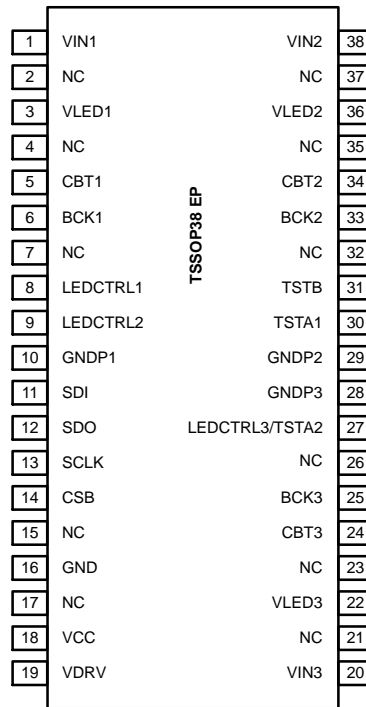 1 VIN1 VIN2 38
2 NC NC 37
3 VLED1 VLED2 36
4 NC NC 35
5 CBT1 CBT2 34
6 BCK1 BCK2 33
7 NC NC 32
8 LEDCTRL1 TSTB 31
9 LEDCTRL2 TSTA1 30
10 GNDP1 GNDP2 29
11 SDI GNDP3 28
12 SDO LEDCTRL3/TSTA2 27
13 SCLK NC 26
14 CSB BCK3 25
15 NC CBT3 24
16 GND NC 23
17 NC VLED3 22
18 VCC NC 21
19 VDRV VIN3 20
TSSOP38 EP